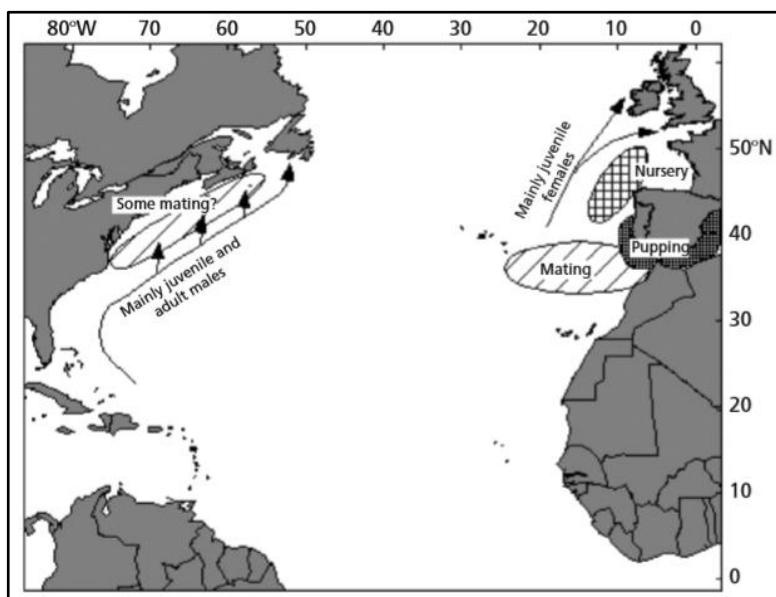 80°W 70 60 50 40 30 20 10 0
50°N
40
30
20
10
0
Some mating?
Mainly juvenile and
adult males
Mainly juvenile
females
Nursery
Pupping
Mating